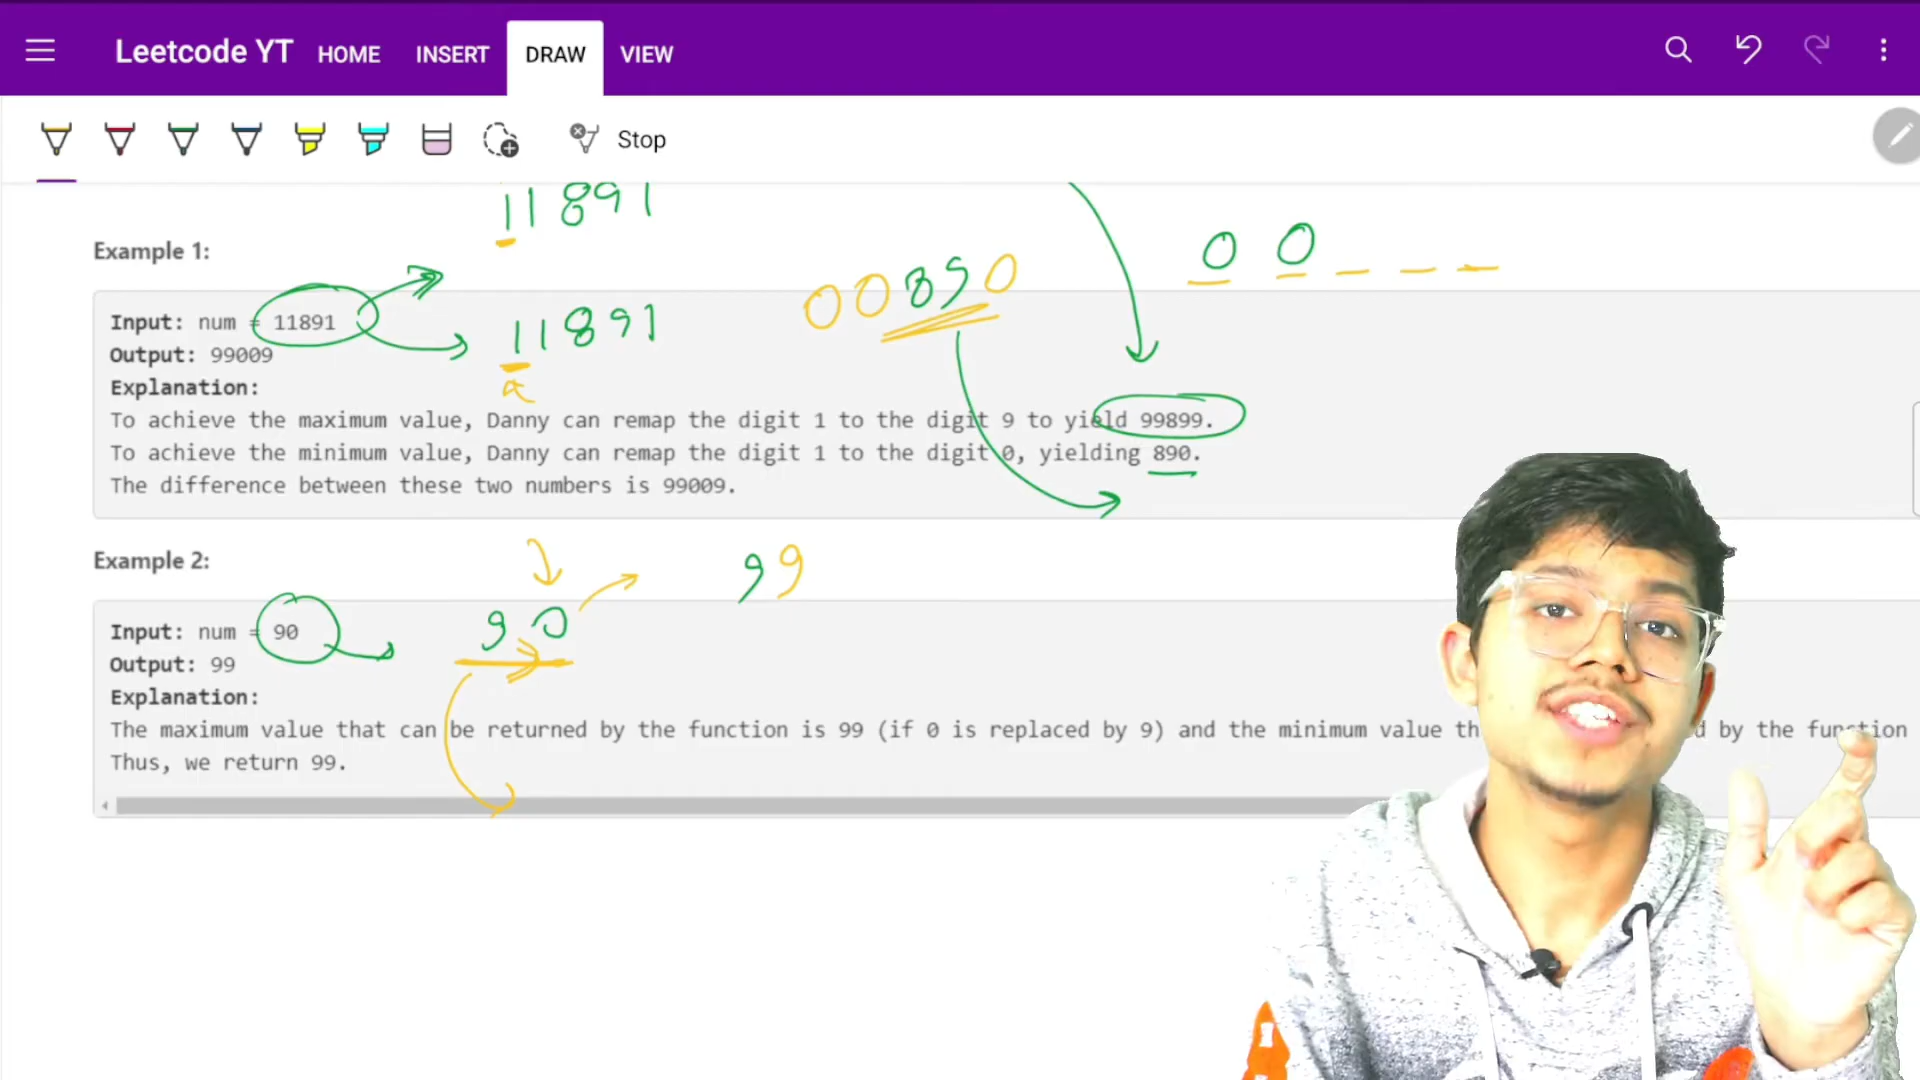 Leetcode YT HOME INSERT DRAW VIEW
Stop
11891
Example 1:
0 0
00890
Input: num = 11891
11891
Output: 99009
Explanation:
To achieve the maximum value, Danny can remap the digit 1 to the digit 9 to yield 99899.
To achieve the minimum value, Danny can remap the digit 1 to the digit 0, yielding 890.
The difference between these two numbers is 99009.
Example 2:
99
90
Input: num = 90
Output: 99
Explanation:
The maximum value that can be returned by the function is 99 (if 0 is replaced by 9) and the minimum value th d by the function
Thus, we return 99.